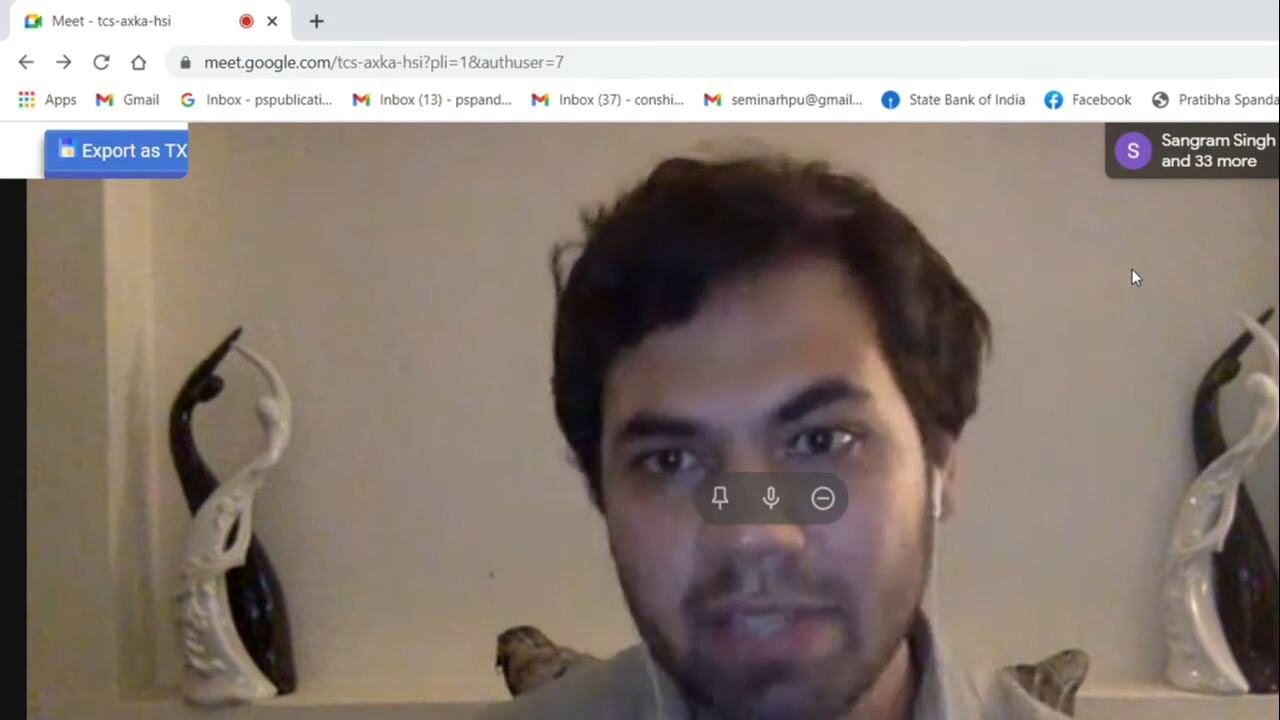 Meet - tcs-axka-hsi
meet.google.com/tcs-axka-hsi?pli=1&authuser=7
Apps Gmail Inbox - pspublicati... Inbox (13) - pspand... Inbox (37) - conshi... seminarhpu@gmail... State Bank of India Facebook Pratibha Spanda
Export as TX
S
Sangram Singh
and 33 more